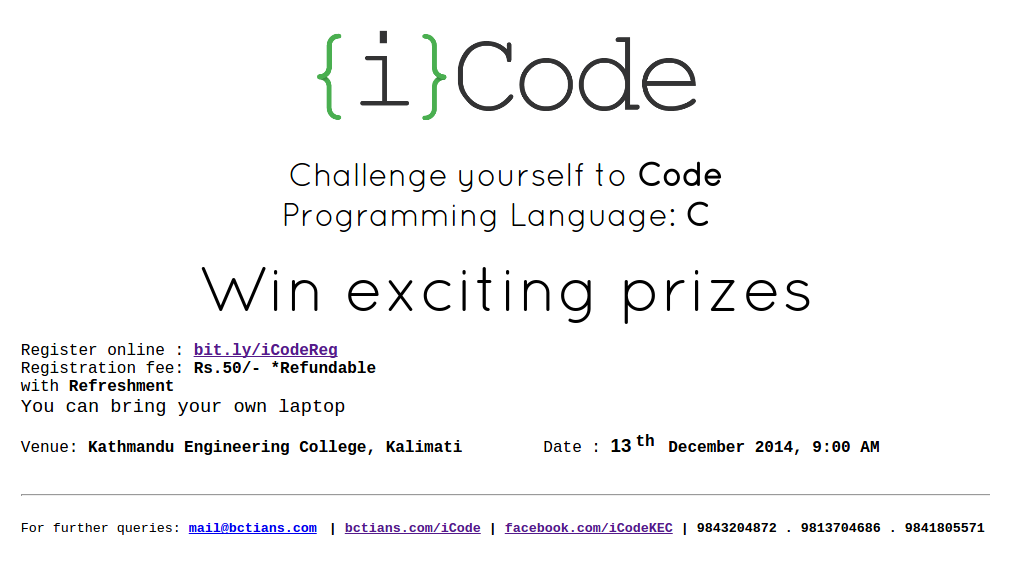 {i}Code
Challenge yourself to Code
Programming Language: C
Win exciting prizes
Register online : bit.ly/iCodeReg
Registration fee: Rs.50/- *Refundable
with Refreshment
You can bring your own laptop
Venue: Kathmandu Engineering College, Kalimati Date : 13th December 2014, 9:00 AM
For further queries: mail@bctians.com | bctians.com/iCode | facebook.com/iCodeKEC | 9843204872 . 9813704686 . 9841805571